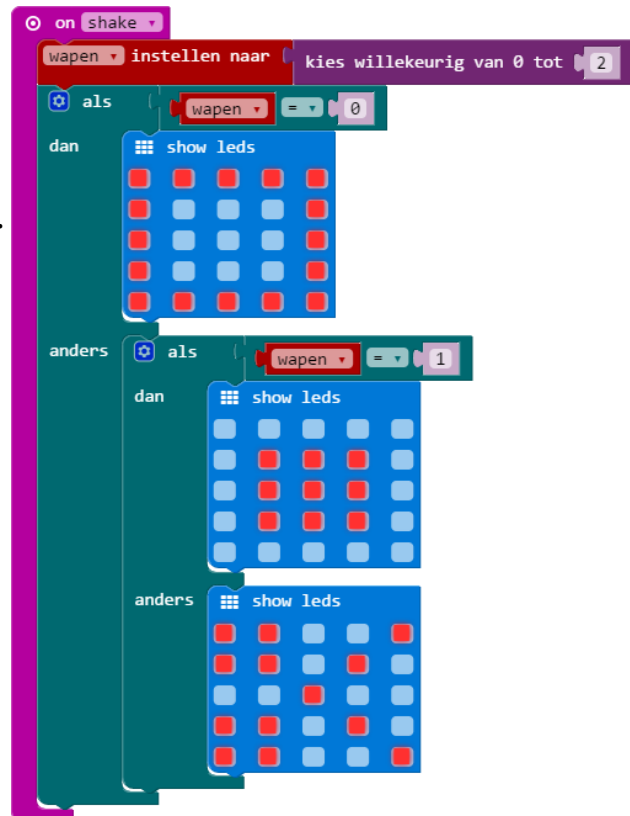 on shake
wapen instellen naar kies willekeurig van 0 tot 2
als wapen = 0
dan show leds
anders als wapen = 1
dan show leds
anders show leds